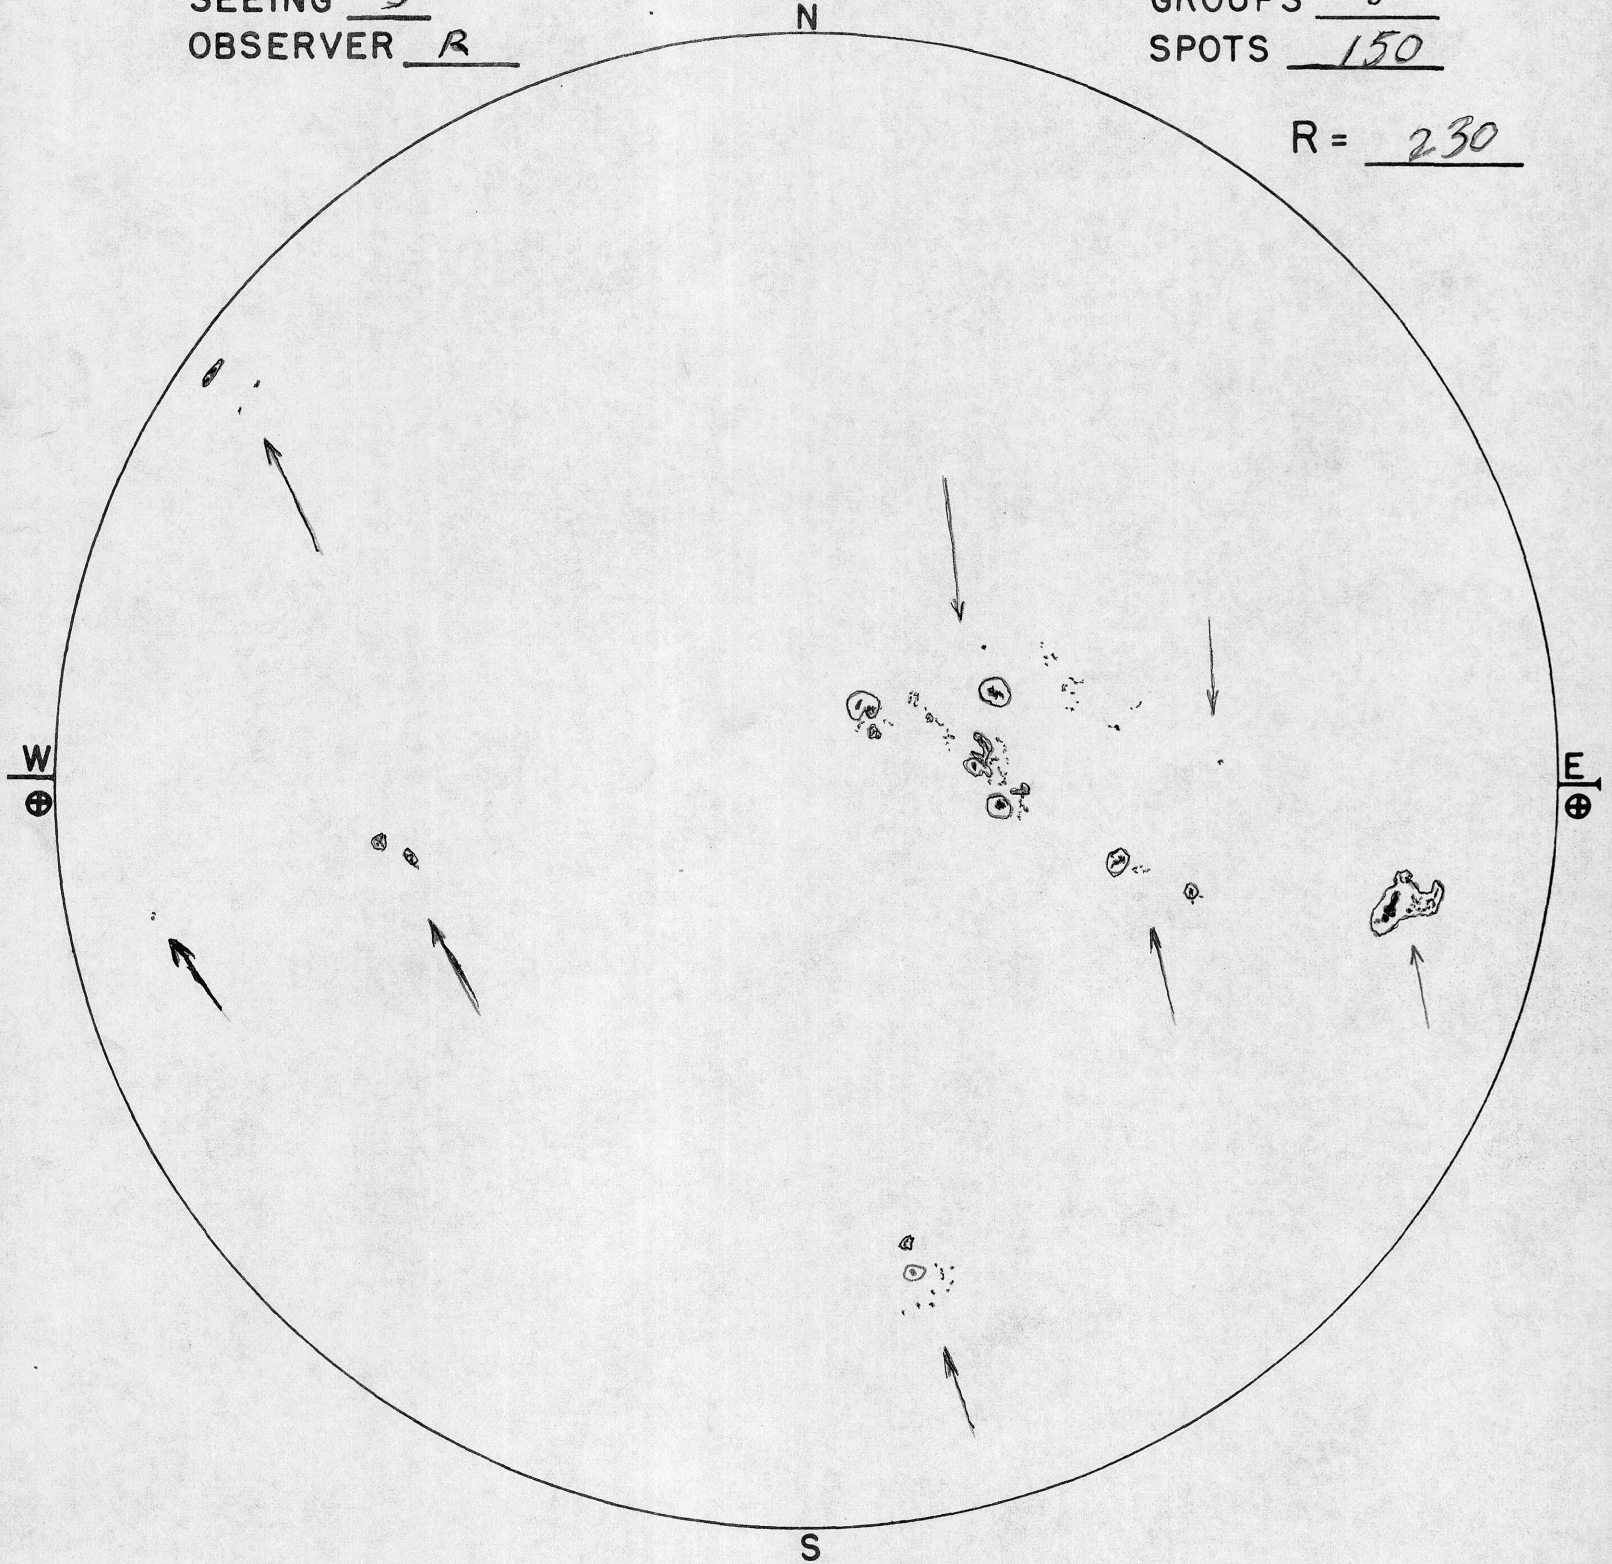 SEEING
OBSERVER R
GROUPS
SPOTS 150
R = 230
N
W
E
S